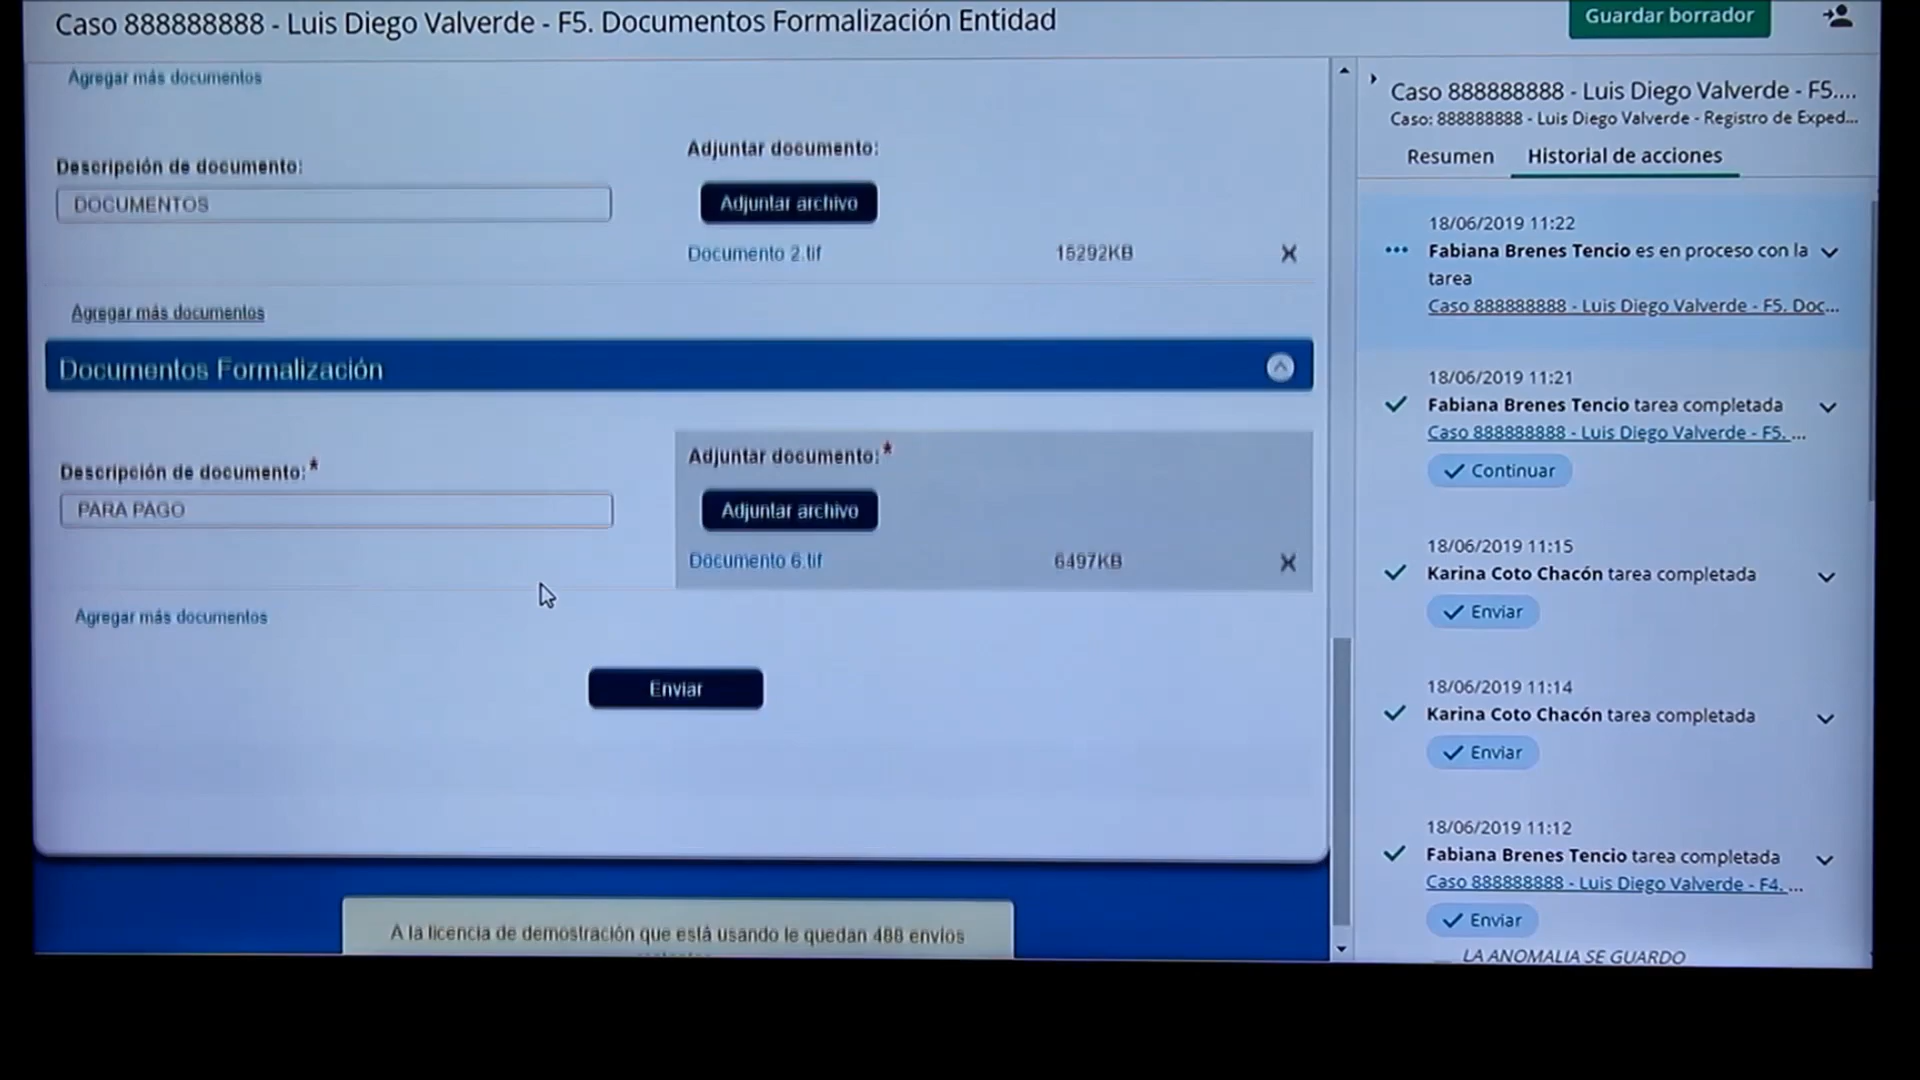 Caso 888888888 - Luis Diego Valverde - F5. Documentos Formalización Entidad
Guardar borrador
Agregar más documentos
Descripción de documento:
DOCUMENTOS
Adjuntar documento:
Adjuntar archivo
Documento 2.tif
15292KB
Agregar más documentos
Documentos Formalización
Descripción de documento:*
PARA PAGO
Adjuntar documento:*
Adjuntar archivo
Documento 6.tif
6497KB
Agregar más documentos
Enviar
A la licencia de demostración que está usando le quedan 488 envíos
Caso 888888888 - Luis Diego Valverde - F5....
Caso: 888888888 - Luis Diego Valverde - Registro de Exped...
Resumen
Historial de acciones
18/06/2019 11:22
Fabiana Brenes Tencio es en proceso con la
tarea
Caso 888888888 - Luis Diego Valverde - F5. Doc...
18/06/2019 11:21
Fabiana Brenes Tencio tarea completada
Caso 888888888 - Luis Diego Valverde - F5. ...
Continuar
18/06/2019 11:15
Karina Coto Chacón tarea completada
Enviar
18/06/2019 11:14
Karina Coto Chacón tarea completada
Enviar
18/06/2019 11:12
Fabiana Brenes Tencio tarea completada
Caso 888888888 - Luis Diego Valverde - F4. ...
Enviar
LA ANOMALIA SE GUARDO